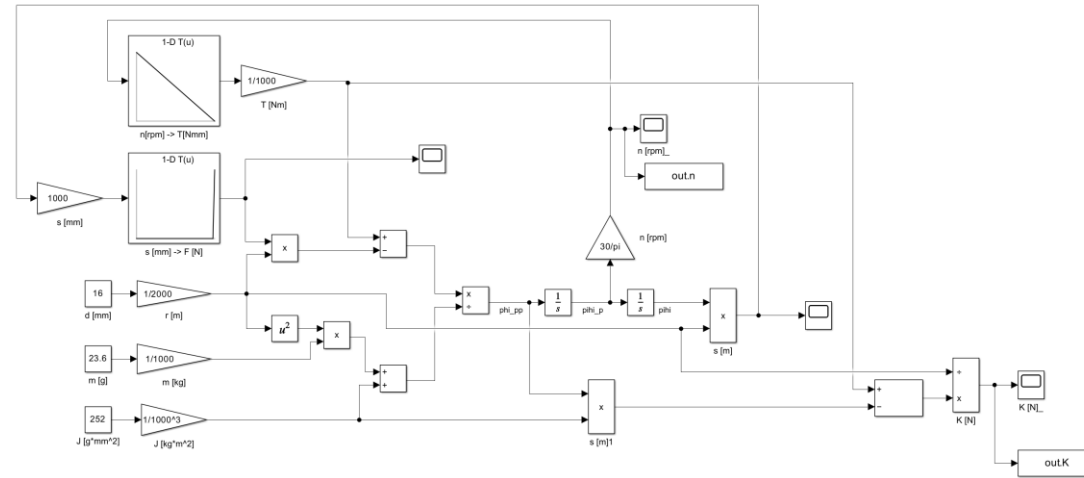 1-D T(u)
n[rpm] -> T[Nmm]
1/1000
T [Nm]
n [rpm]_
out.n
1-D T(u)
s [mm] -> F [N]
1000
s [mm]
x
+
−
30/pi
n [rpm]
16
d [mm]
1/2000
r [m]
x
÷
phi_pp
1
s
pihi_p
1
s
pihi
x
s [m]
u²
x
23.6
m [g]
1/1000
m [kg]
+
+
÷
x
K [N]
K [N]_
+
−
252
J [g*mm^2]
1/1000^3
J [kg*m^2]
x
s [m]1
out.K